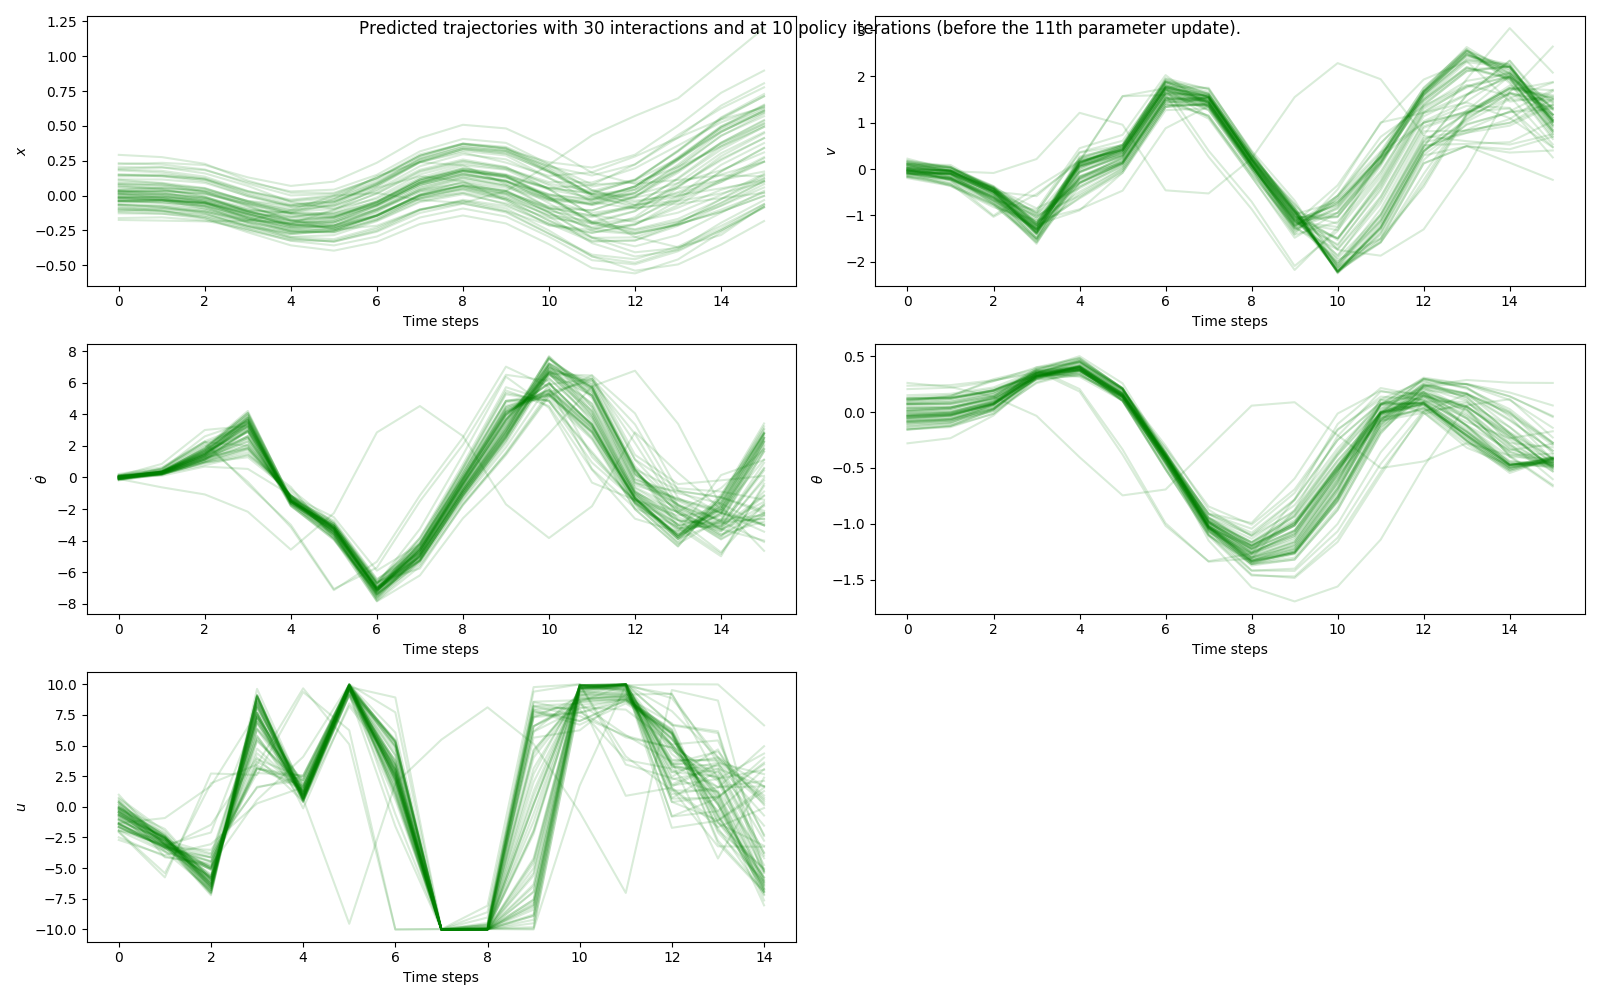 Predicted trajectories with 30 interactions and at 10 policy iterations (before the 11th parameter update).
1.25
1.00
0.75
0.50
0.25
0.00
−0.25
−0.50
x
0 2 4 6 8 10 12 14
Time steps
3
2
1
0
−1
−2
v
0 2 4 6 8 10 12 14
Time steps
8
6
4
2
0
−2
−4
−6
−8
θ̇
0 2 4 6 8 10 12 14
Time steps
0.5
0.0
−0.5
−1.0
−1.5
θ
0 2 4 6 8 10 12 14
Time steps
10.0
7.5
5.0
2.5
0.0
−2.5
−5.0
−7.5
−10.0
u
0 2 4 6 8 10 12 14
Time steps